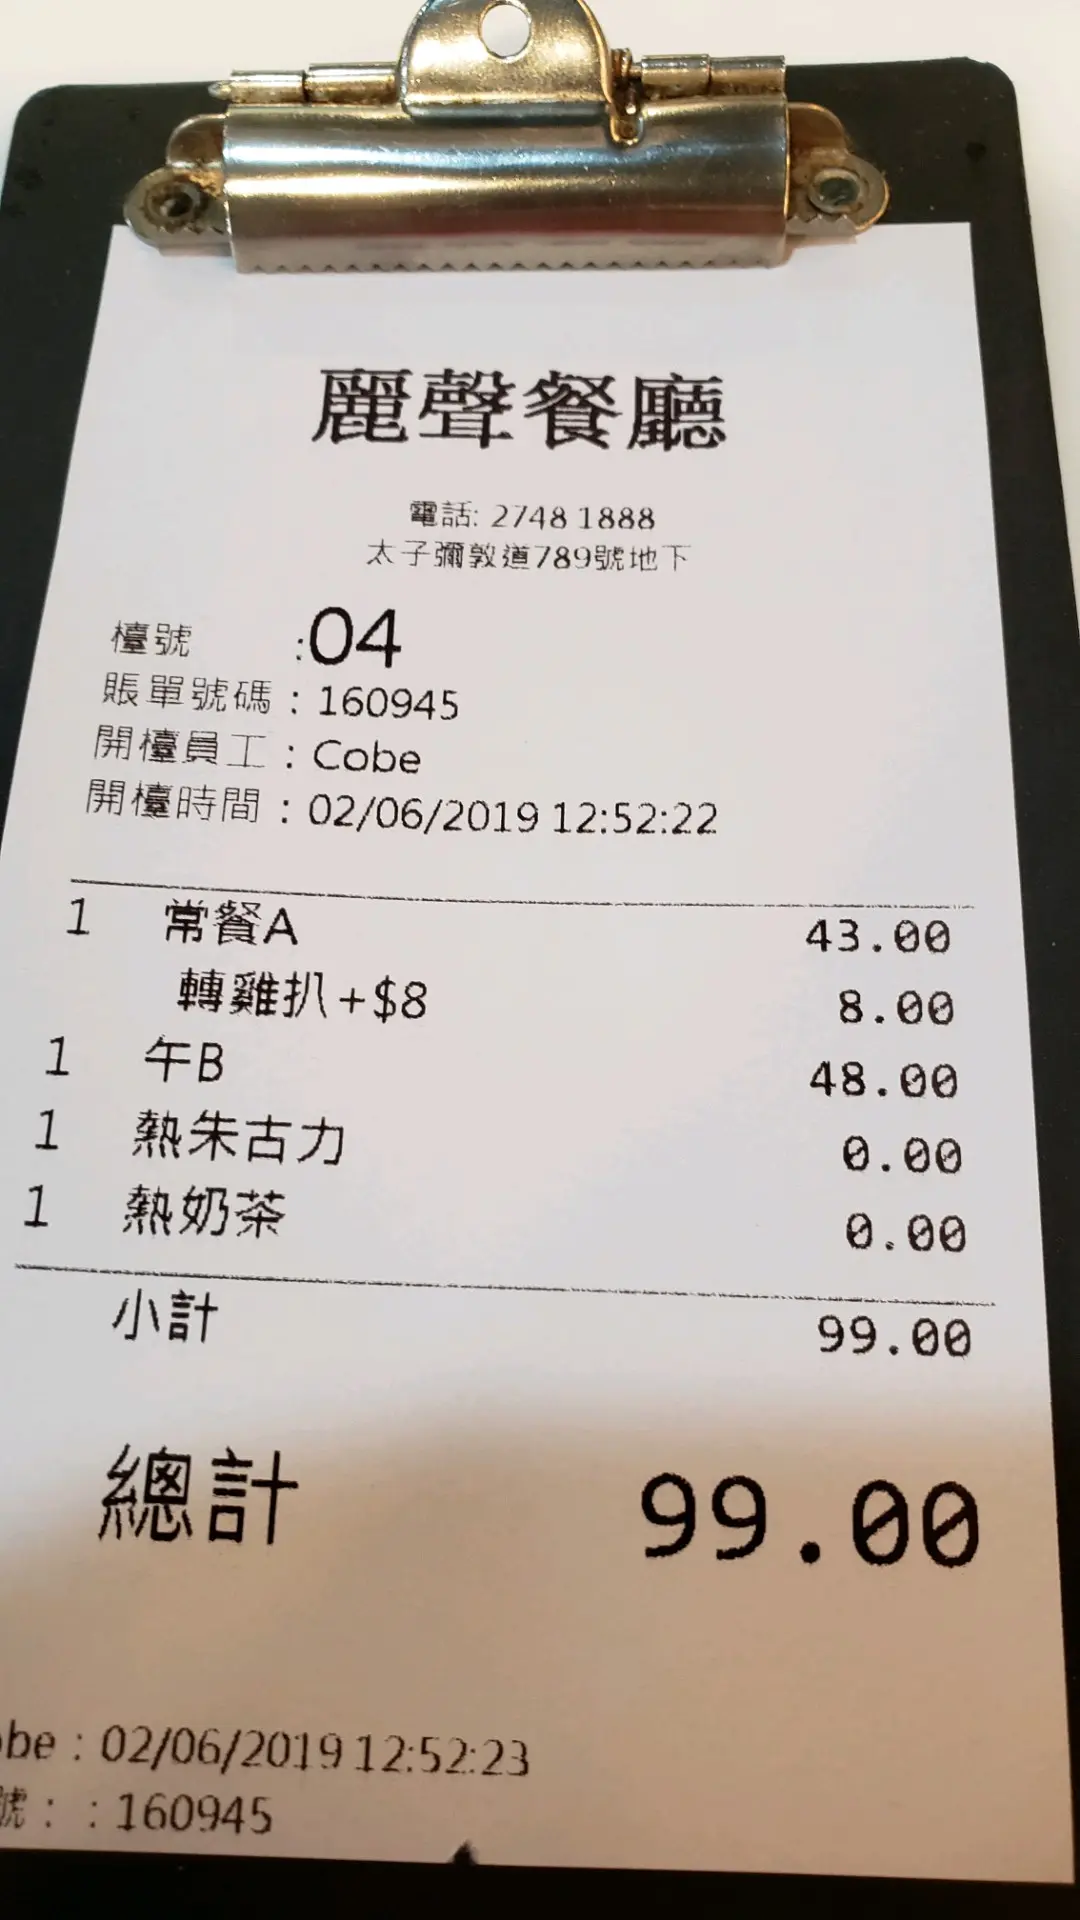 麗聲餐廳
電話: 2748 1888
太子彌敦道789號地下
檯號 :04
賬單號碼 : 160945
開檯員工 : Cobe
開檯時間 : 02/06/2019 12:52:22
1 常餐A 43.00
轉雞扒+$8 8.00
1 午B 48.00
1 熱朱古力 0.00
1 熱奶茶 0.00
小計 99.00
總計 99.00
obe : 02/06/2019 12:52:23
號 : : 160945